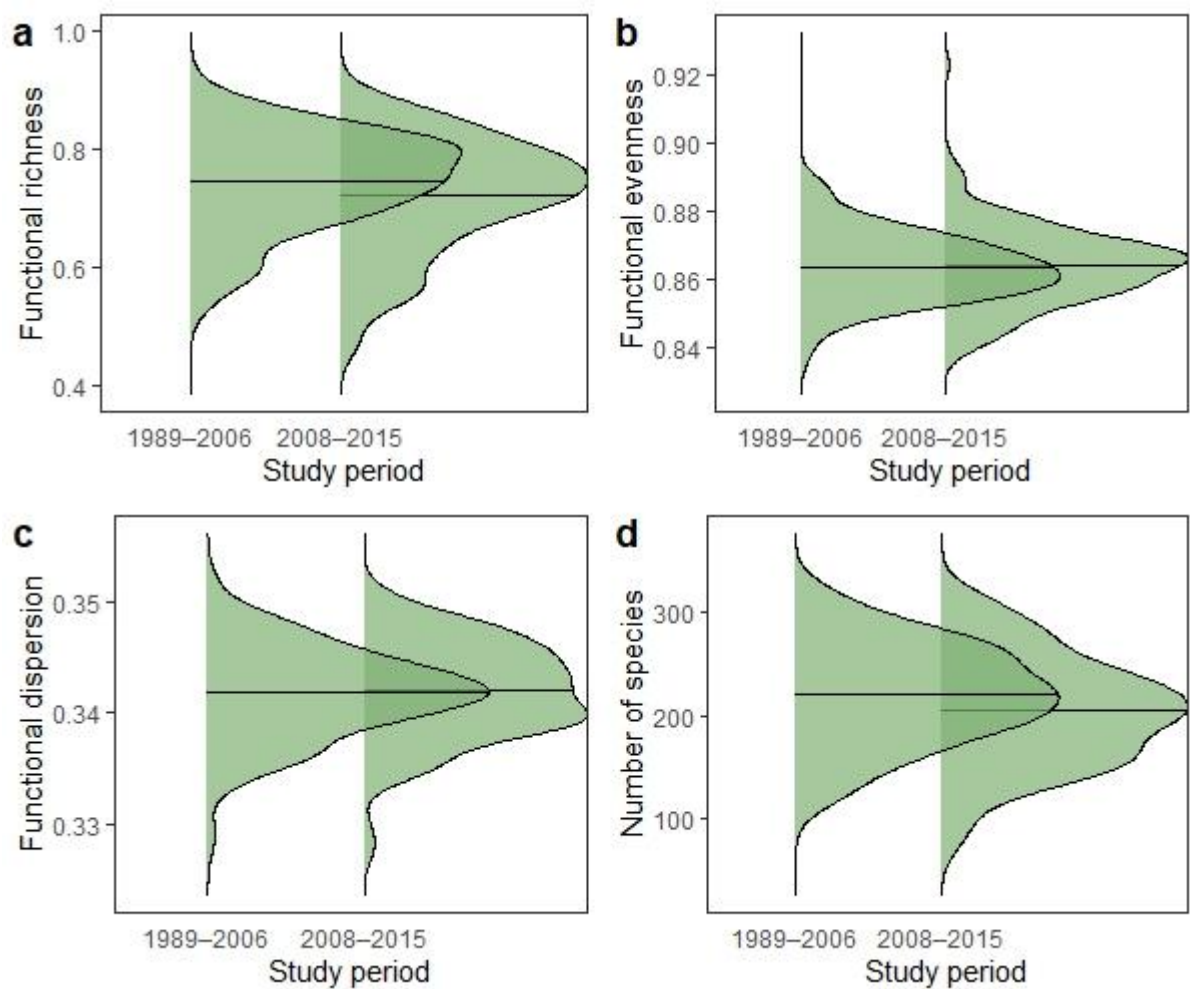 a
Functional richness
1.0
0.8
0.6
0.4
1989–2006 2008–2015
Study period
b
Functional evenness
0.92
0.90
0.88
0.86
0.84
1989–2006 2008–2015
Study period
c
Functional dispersion
0.35
0.34
0.33
1989–2006 2008–2015
Study period
d
Number of species
300
200
100
1989–2006 2008–2015
Study period